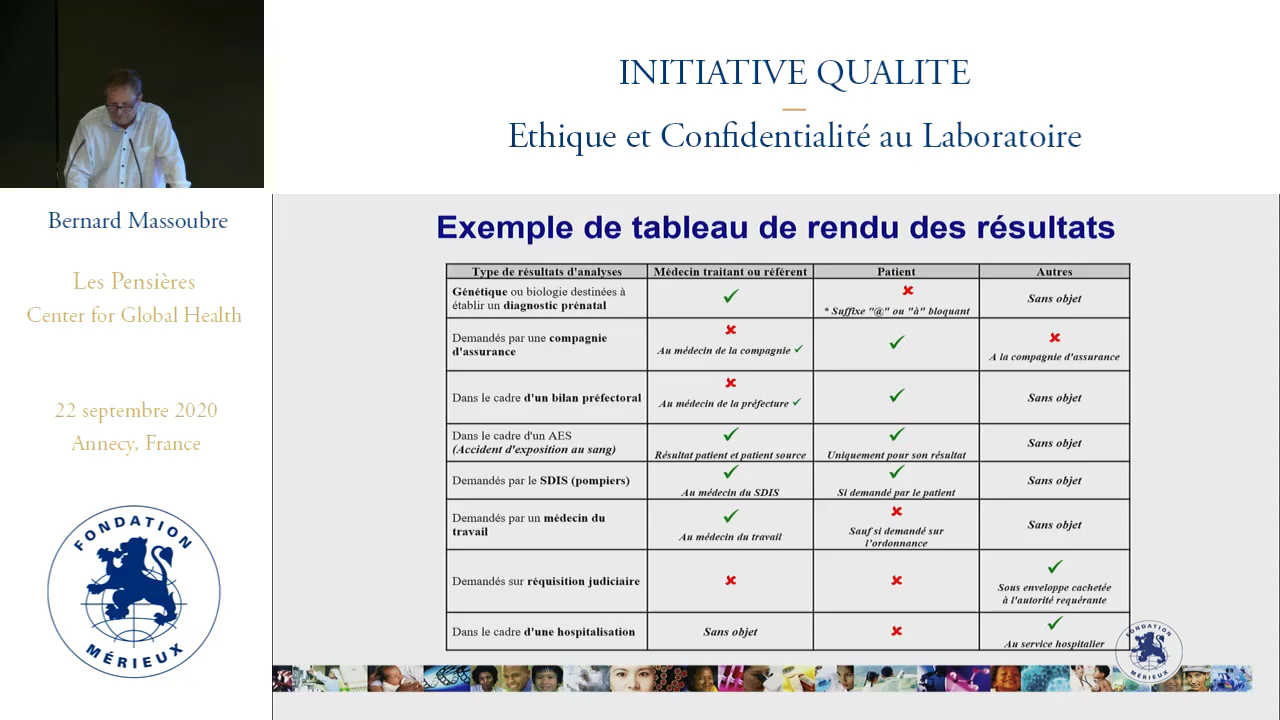 INITIATIVE QUALITE
Ethique et Confidentialité au Laboratoire
Bernard Massoubre
Les Pensières
Center for Global Health
22 septembre 2020
Annecy, France
FONDATION
MÉRIEUX
Exemple de tableau de rendu des résultats
Type de résultats d'analyses | Médecin traitant ou référent | Patient | Autres
Génétique ou biologie destinées à établir un diagnostic prénatal | ✓ | ✘ * Suffixe "@" ou "à" bloquant | Sans objet
Demandés par une compagnie d'assurance | ✘ Au médecin de la compagnie ✓ | ✓ | ✘ A la compagnie d'assurance
Dans le cadre d'un bilan préfectoral | ✘ Au médecin de la préfecture ✓ | ✓ | Sans objet
Dans le cadre d'un AES (Accident d'exposition au sang) | ✓ Résultat patient et patient source | ✓ Uniquement pour son résultat | Sans objet
Demandés par le SDIS (pompiers) | ✓ Au médecin du SDIS | ✓ Si demandé par le patient | Sans objet
Demandés par un médecin du travail | ✓ Au médecin du travail | ✘ Sauf si demandé sur l'ordonnance | Sans objet
Demandés sur réquisition judiciaire | ✘ | ✘ | ✓ Sous enveloppe cachetée à l'autorité requérante
Dans le cadre d'une hospitalisation | Sans objet | ✘ | ✓ Au service hospitalier
FONDATION
MÉRIEUX